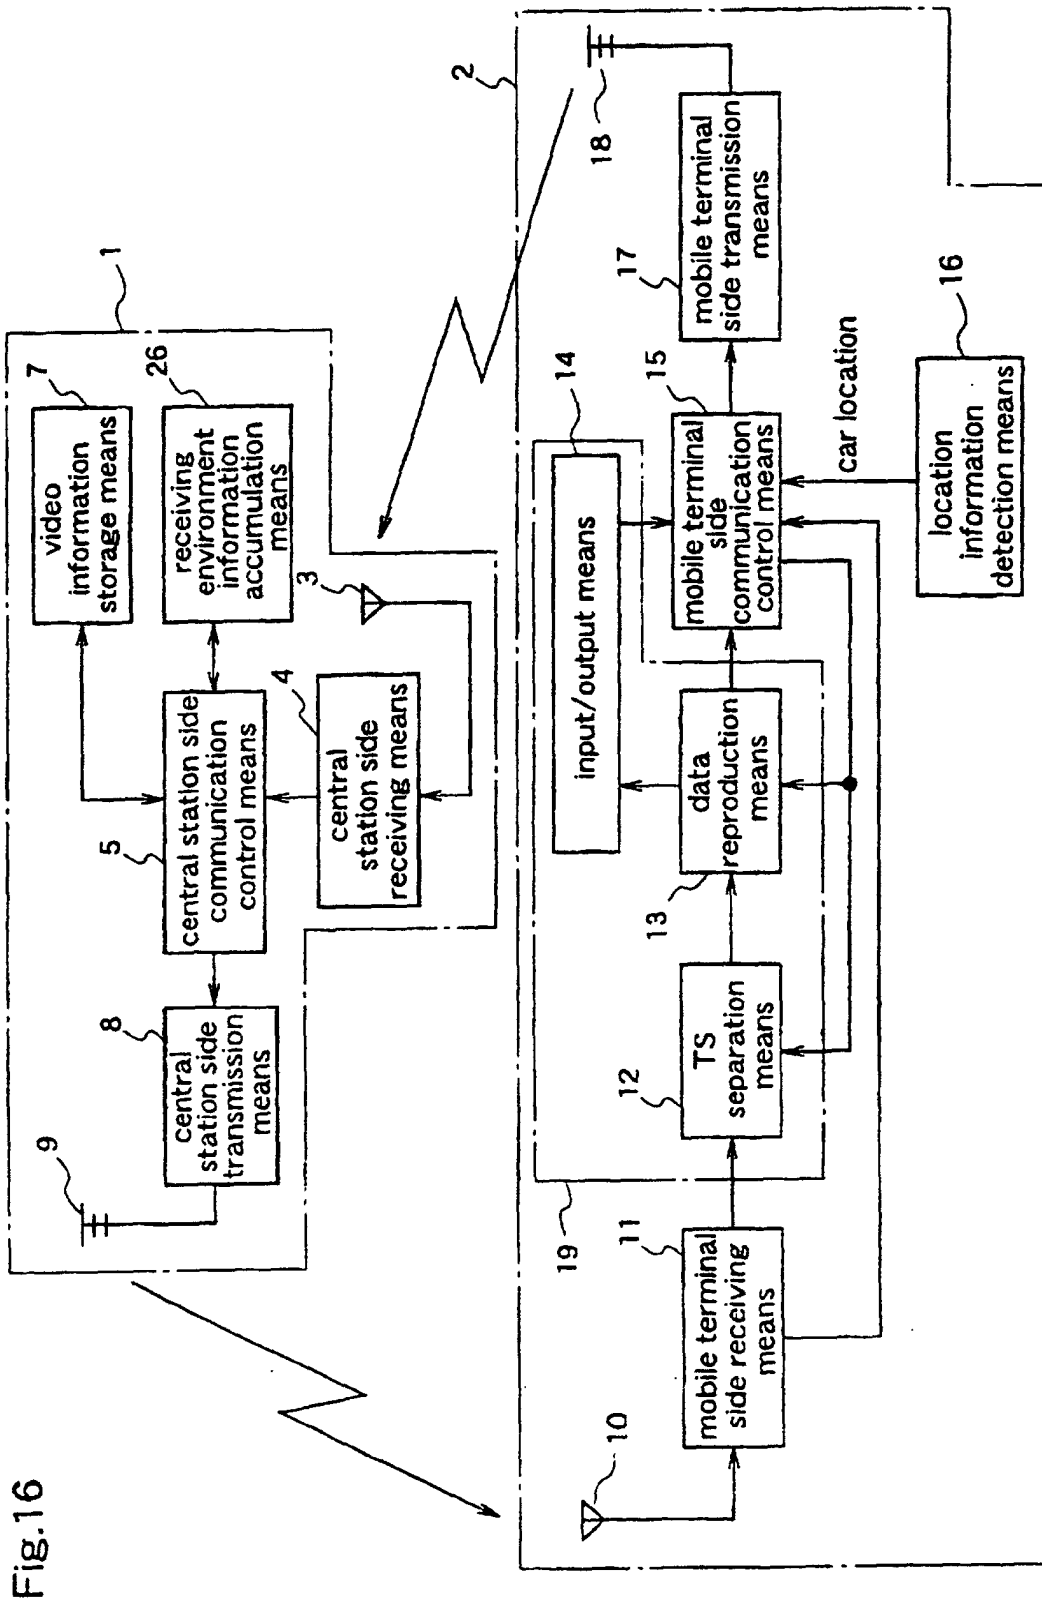 Fig.16
1
9
8
central
station side
transmission
means
5
central station side
communication
control means
7
video
information
storage means
26
receiving
environment
information
accumulation
means
4
central
station side
receiving means
3
2
10
11
mobile terminal
side receiving
means
19
12
TS
separation
means
13
data
reproduction
means
14
input/output means
15
mobile terminal
side
communication
control means
car location
16
location
information
detection means
17
mobile terminal
side transmission
means
18